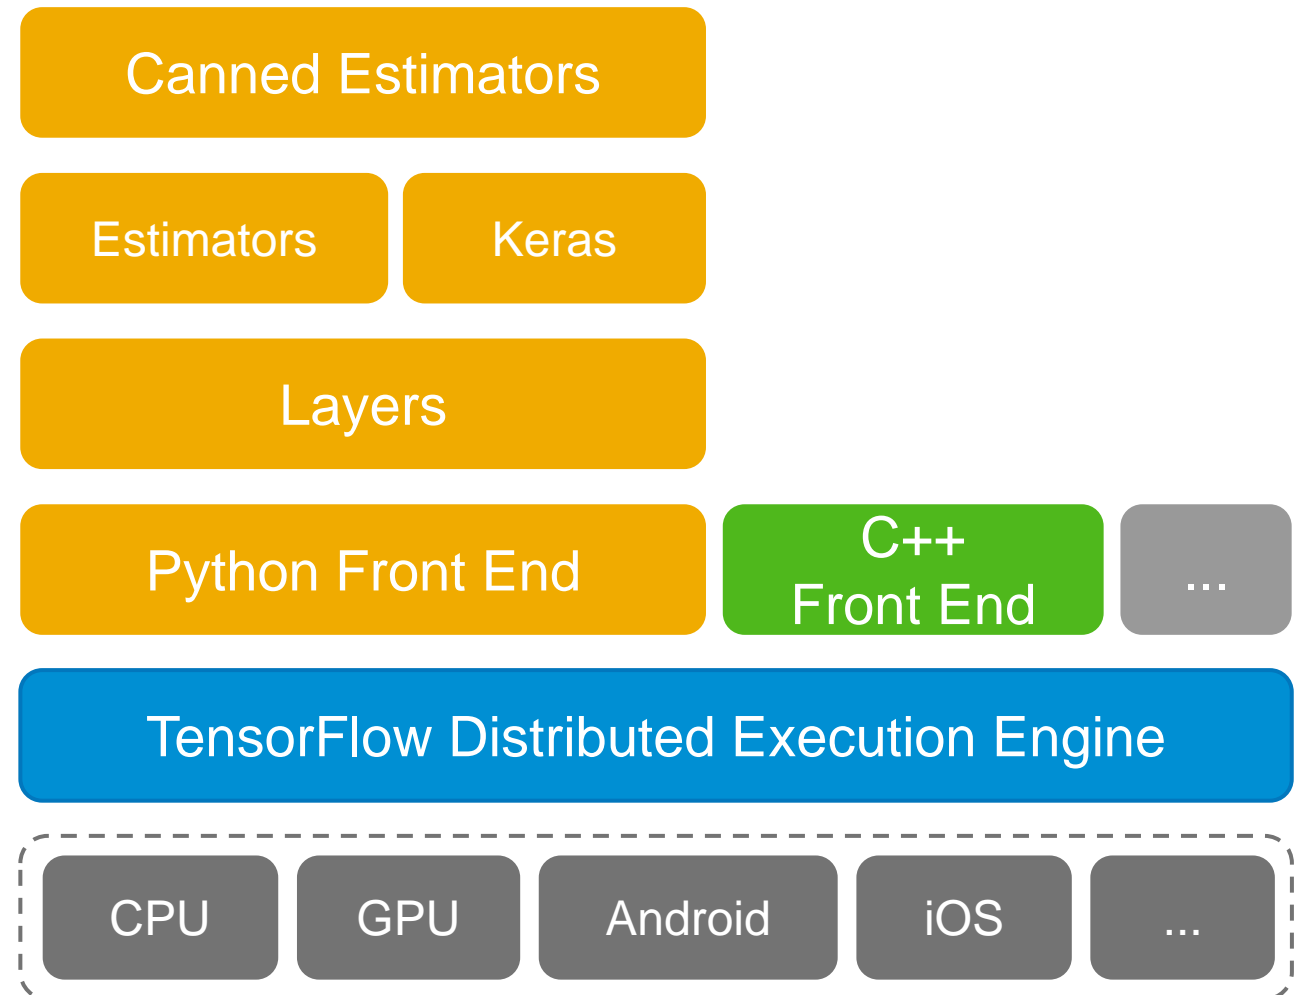 Canned Estimators
Estimators
Keras
Layers
Python Front End
C++
Front End
...
TensorFlow Distributed Execution Engine
CPU
GPU
Android
iOS
...